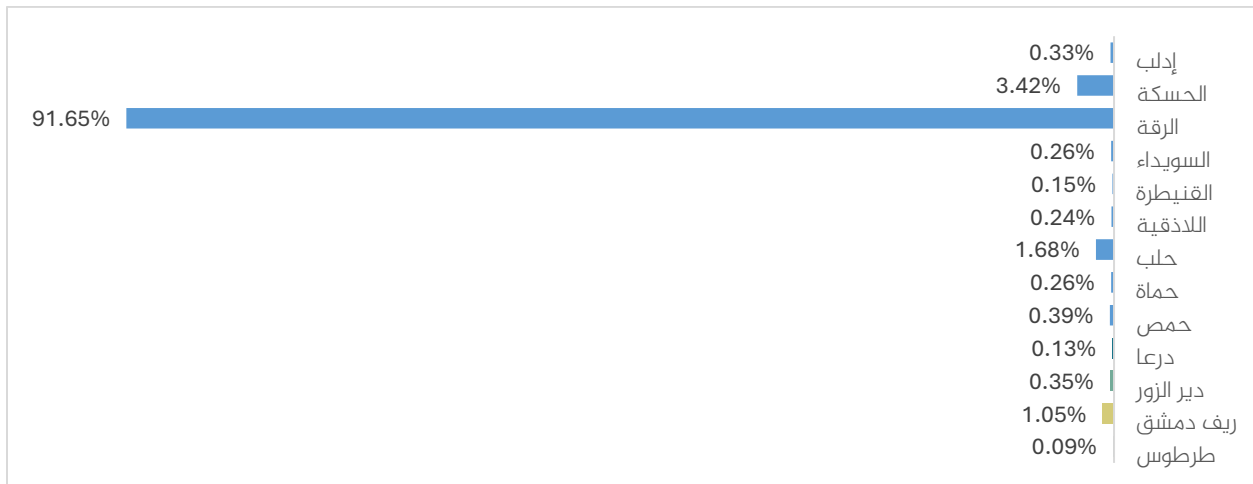 إدلب 0.33%
الحسكة 3.42%
الرقة 91.65%
السويداء 0.26%
القنيطرة 0.15%
اللاذقية 0.24%
حلب 1.68%
حماة 0.26%
حمص 0.39%
درعا 0.13%
دير الزور 0.35%
ريف دمشق 1.05%
طرطوس 0.09%